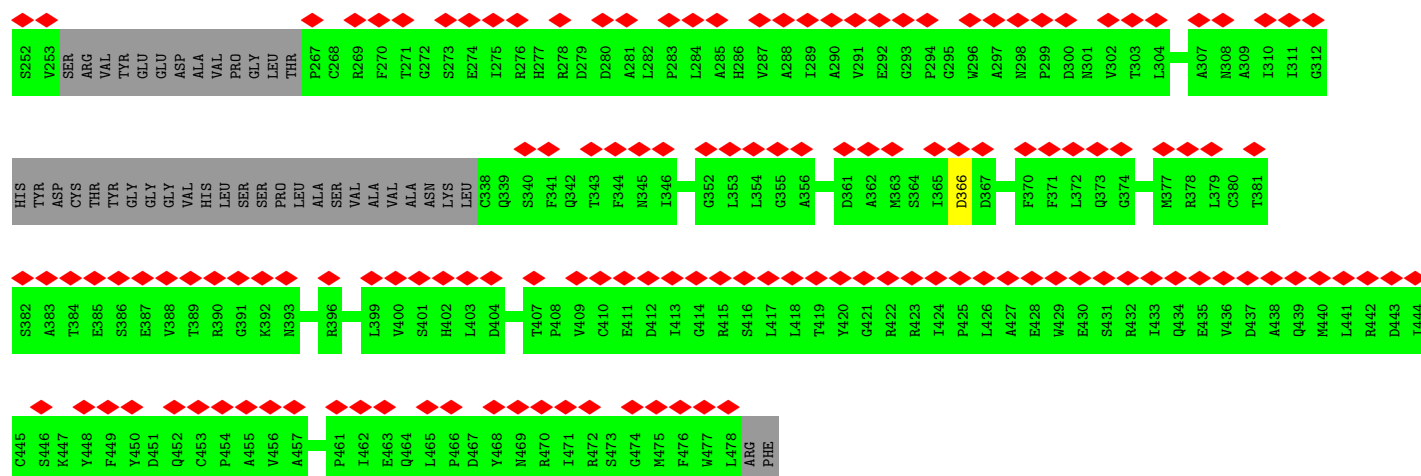 S252 V253 SER ARG VAL TYR GLU GLU ASP ALA VAL PRO GLY LEU THR P267 C268 R269 F270 T271 G272 S273 E274 I275 R276 H277 R278 D279 D280 A281 L282 P283 L284 A285 H286 V287 A288 I289 A290 V291 E292 G293 P294 G295 W296 A297 N298 P299 D300 N301 V302 T303 L304 A307 N308 A309 I310 I311 G312
HIS TYR ASP CYS THR TYR GLY GLY GLY VAL HIS LEU SER SER PRO LEU ALA SER VAL ALA VAL ALA ASN LYS LEU C338 Q339 S340 F341 Q342 T343 F344 N345 I346 G352 L353 L354 G355 A356 D361 A362 M363 S364 I365 D366 D367 F370 F371 L372 Q373 G374 M377 R378 L379 C380 T381
S382 A383 T384 E385 S386 E387 V388 T389 R390 G391 K392 N393 R396 L399 V400 S401 H402 L403 D404 T407 P408 V409 C410 E411 D412 I413 G414 R415 S416 L417 L418 T419 Y420 G421 R422 R423 I424 P425 L426 A427 E428 W429 E430 S431 R432 I433 Q434 E435 V436 D437 A438 Q439 M440 L441 R442 D443 I444
C445 S446 K447 Y448 F449 Y450 D451 Q452 C453 P454 A455 V456 A457 P461 I462 E463 Q464 L465 P466 D467 Y468 N469 R470 I471 R472 S473 G474 M475 F476 W477 L478 ARG PHE